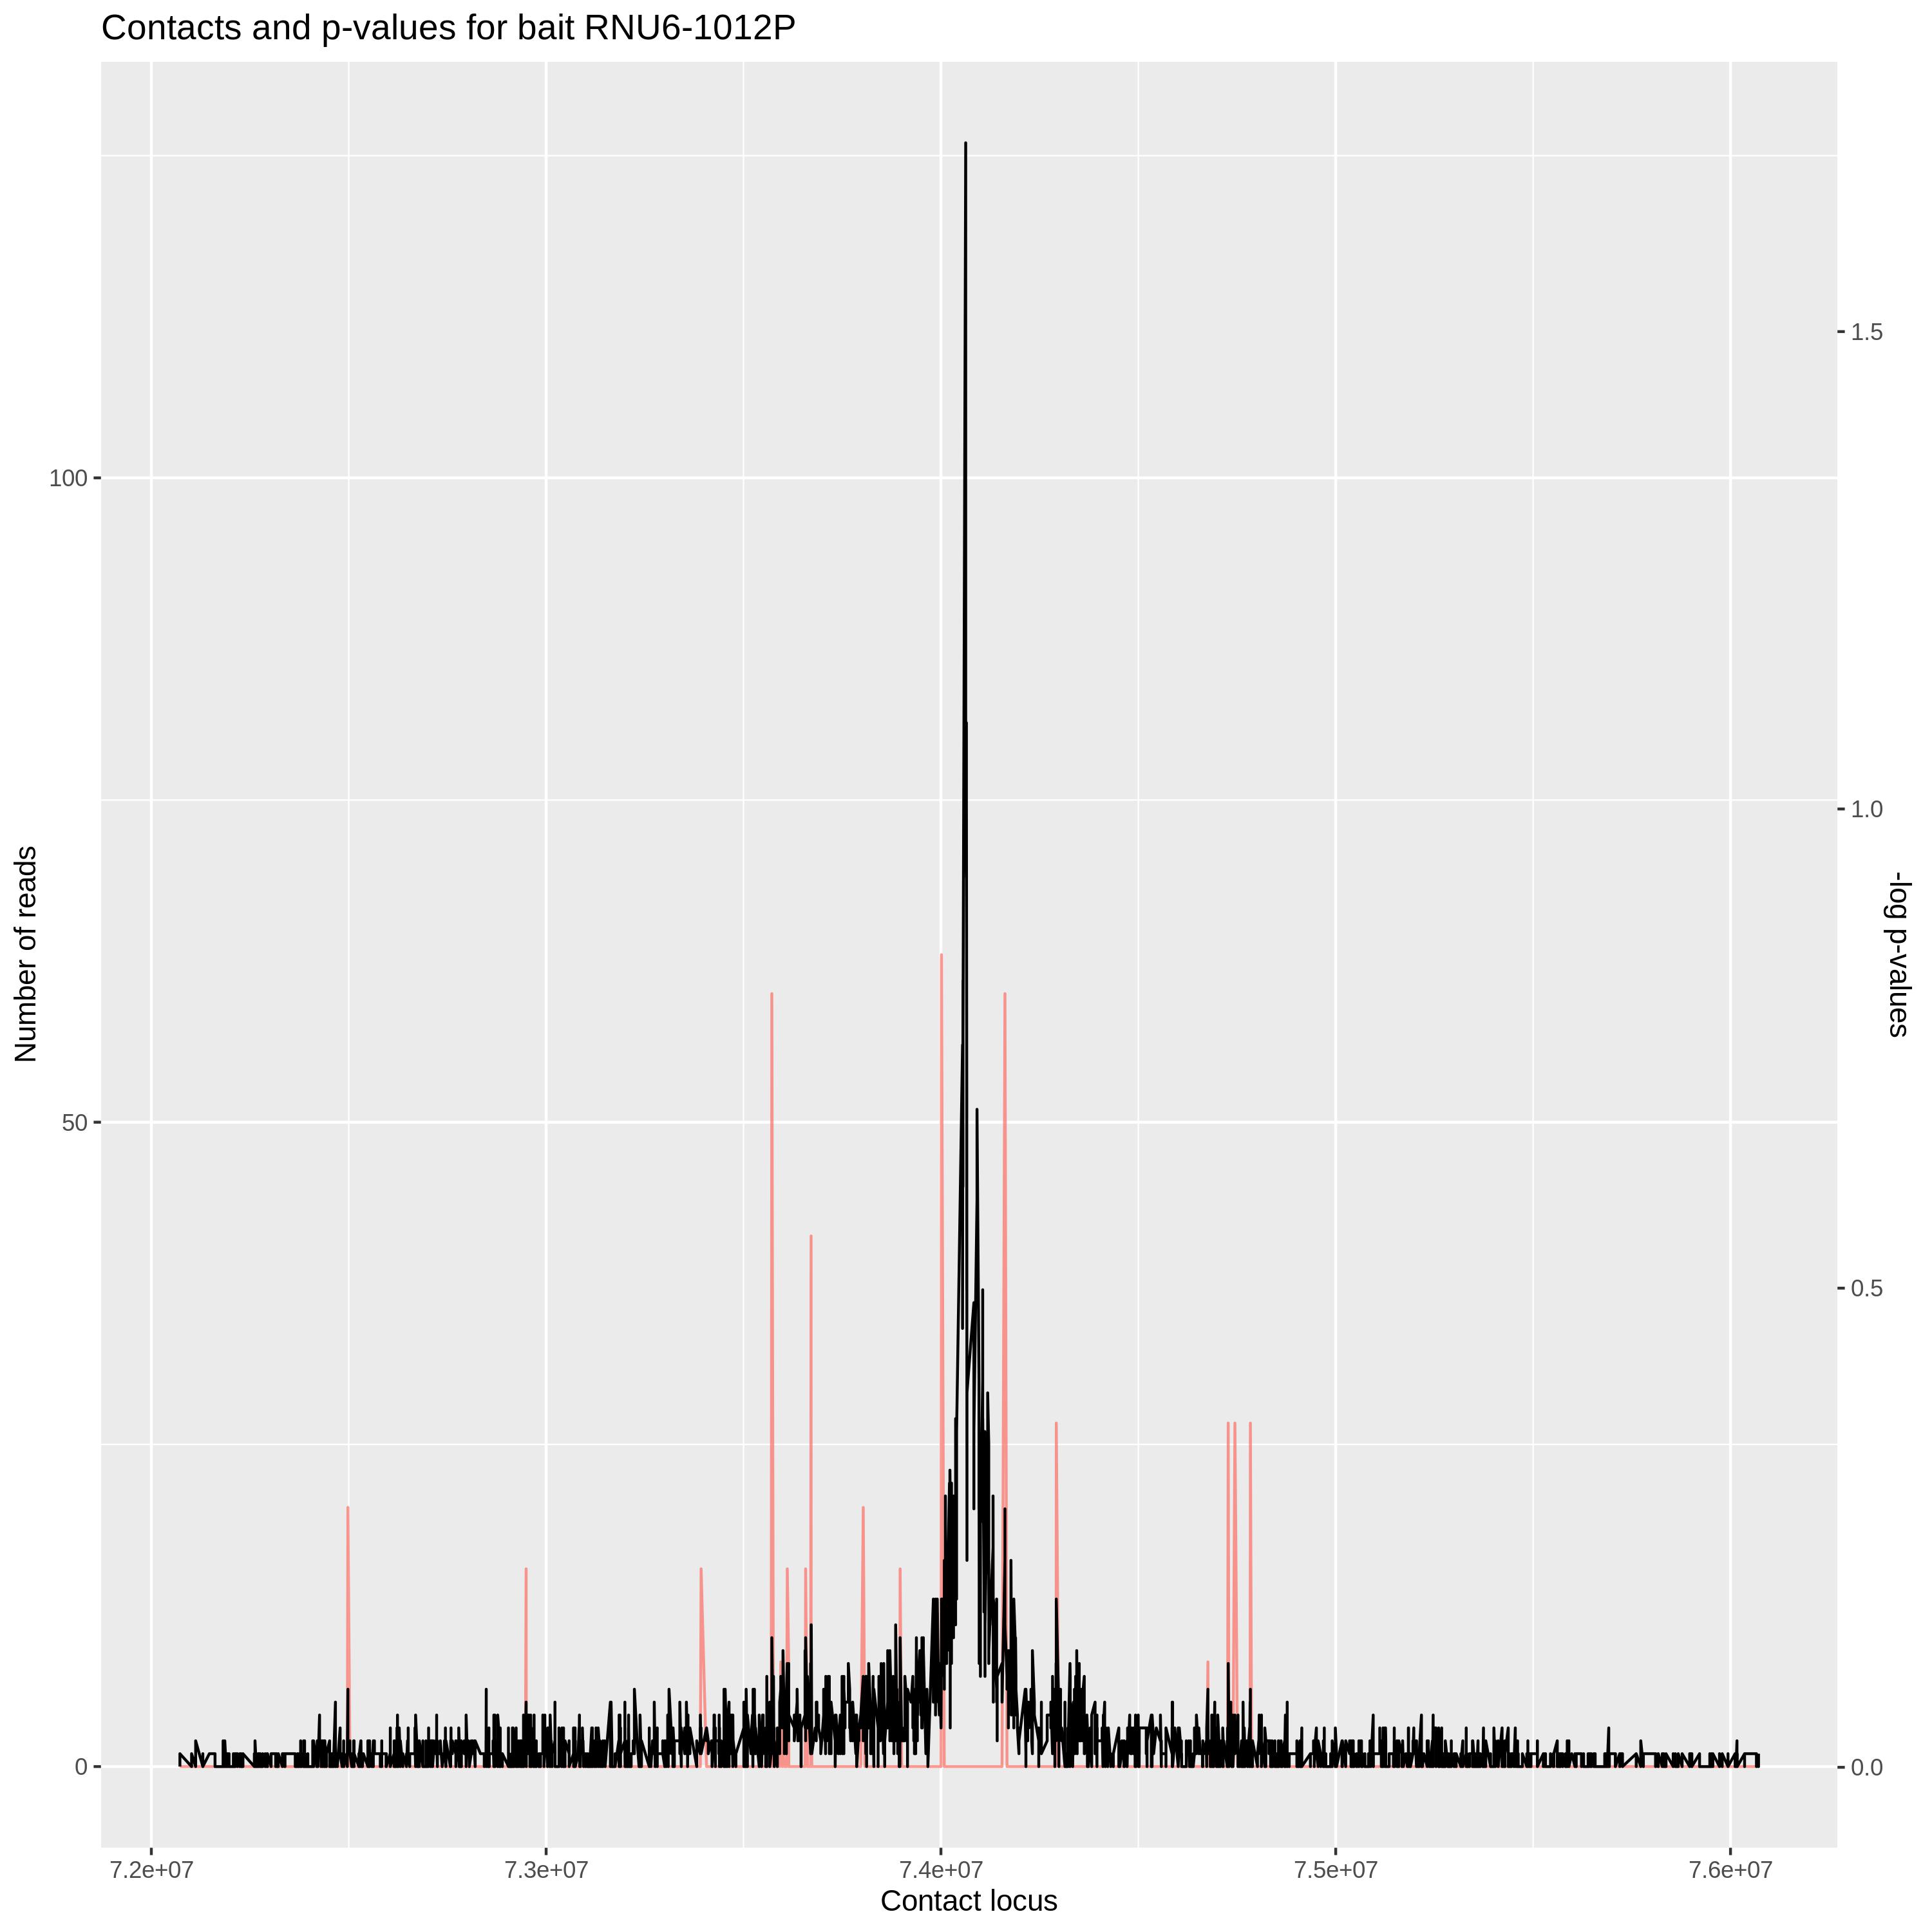 Contacts and p-values for bait RNU6-1012P
100
50
0
Number of reads
1.5
1.0
0.5
0.0
-log p-values
7.2e+07 7.3e+07 7.4e+07 7.5e+07 7.6e+07
Contact locus